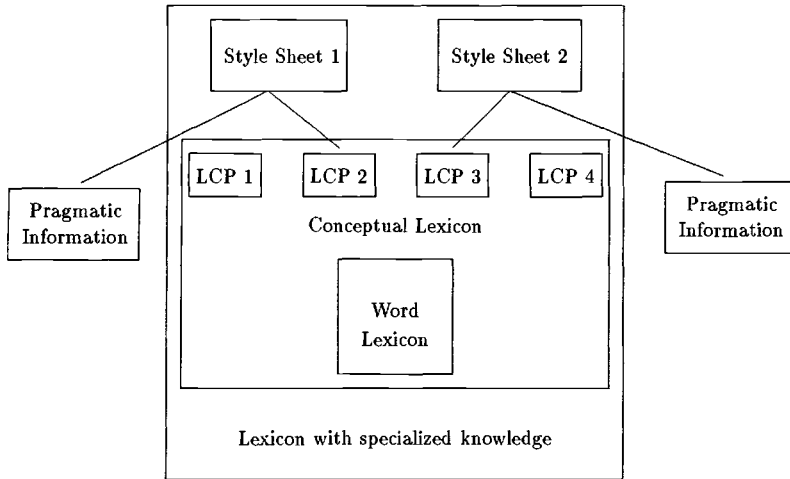 Style Sheet 1
Style Sheet 2
LCP 1
LCP 2
LCP 3
LCP 4
Pragmatic
Information
Pragmatic
Information
Conceptual Lexicon
Word
Lexicon
Lexicon with specialized knowledge